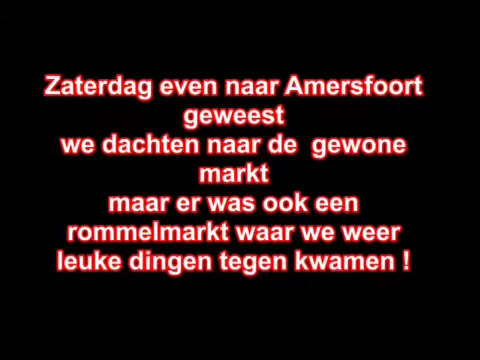 Zaterdag even naar Amersfoort
geweest
we dachten naar de  gewone
markt
maar er was ook een
rommelmarkt waar we weer
leuke dingen tegen kwamen !